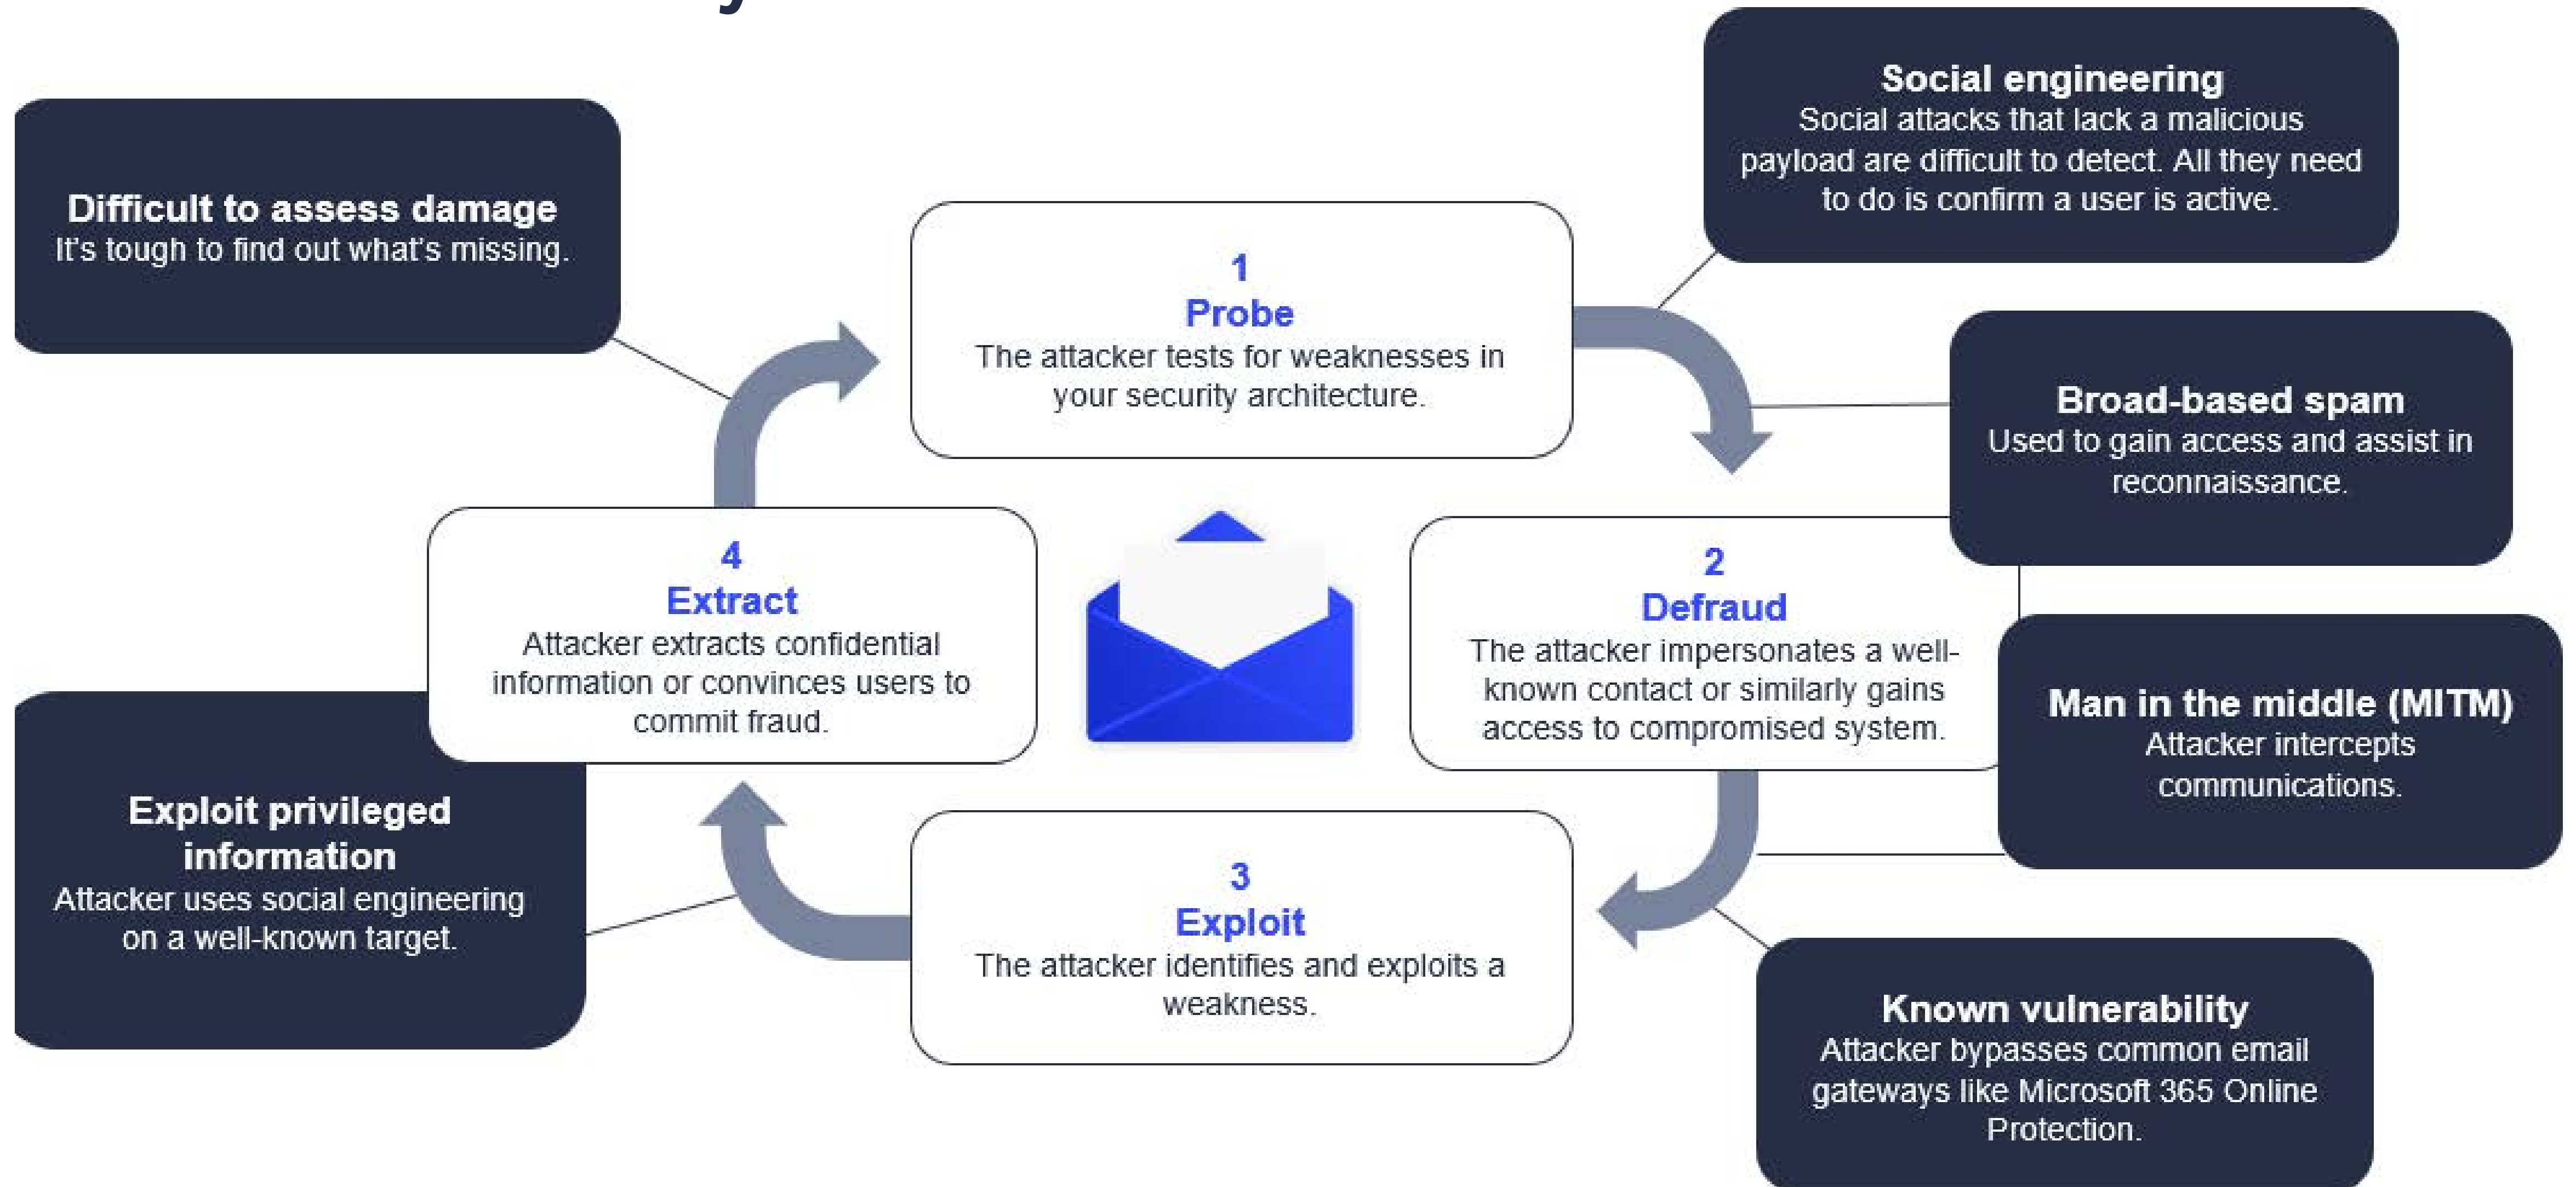 Social engineering
Social attacks that lack a malicious
payload are difficult to detect. All they need
to do is confirm a user is active.
Difficult to assess damage
It's tough to find out what's missing.
1
Probe
The attacker tests for weaknesses in
your security architecture.
Broad-based spam
Used to gain access and assist in
reconnaissance.
4
Extract
Attacker extracts confidential
information or convinces users to
commit fraud.
2
Defraud
The attacker impersonates a well-
known contact or similarly gains
access to compromised system.
Man in the middle (MITM)
Attacker intercepts
communications.
Exploit privileged
information
Attacker uses social engineering
on a well-known target.
3
Exploit
The attacker identifies and exploits a
weakness.
Known vulnerability
Attacker bypasses common email
gateways like Microsoft 365 Online
Protection.